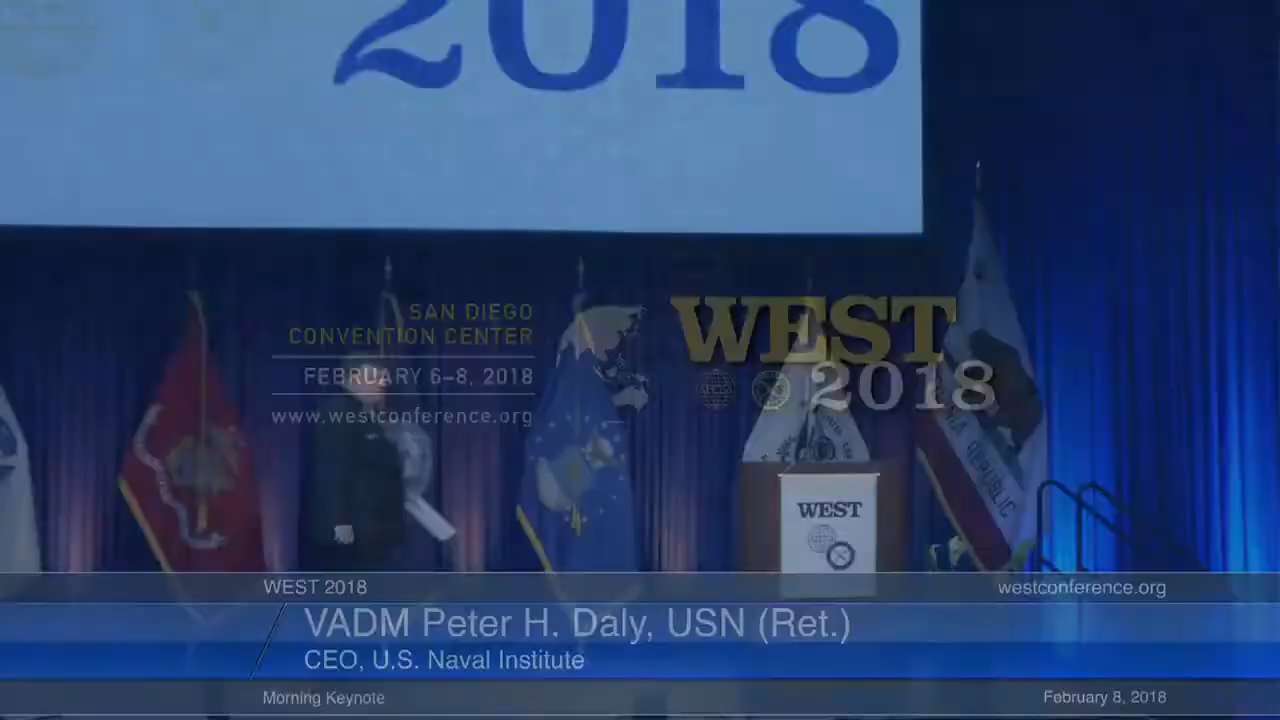 2018
SAN DIEGO
CONVENTION CENTER
FEBRUARY 6–8, 2018
www.westconference.org
WEST
2018
WEST
REPUBLIC
WEST 2018
westconference.org
VADM Peter H. Daly, USN (Ret.)
CEO, U.S. Naval Institute
Morning Keynote
February 8, 2018